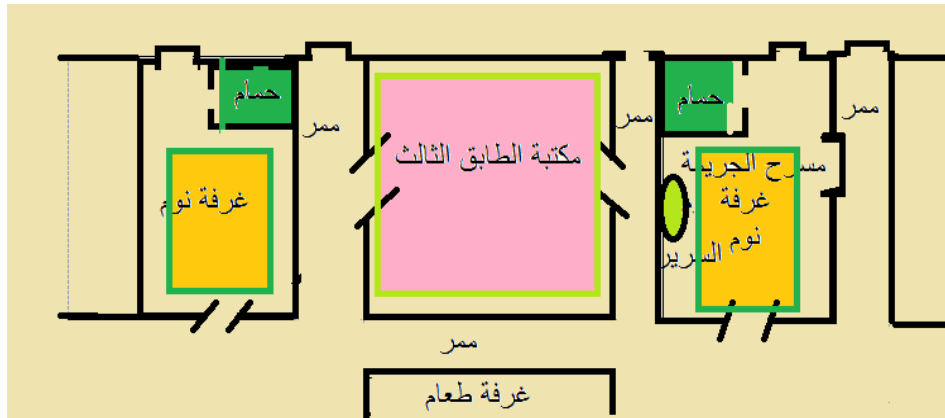 حمام
حمام
ممر
ممر
ممر
مكتبة الطابق الثالث
مسرح الجريمة
غرفة نوم
غرفة
نوم
السرير
ممر
غرفة طعام